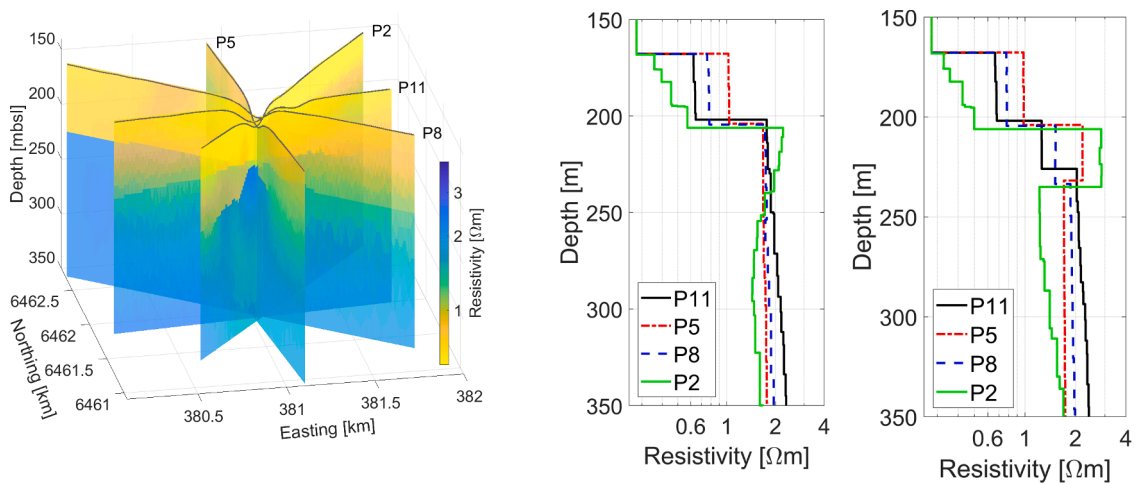 P5
P2
P11
P8
Depth [mbsl]
150
200
250
300
350
6462.5
6462
6461.5
6461
Northing [km]
380.5
381
381.5
382
Easting [km]
3
2
1
Resistivity [Ωm]
150
200
250
300
350
Depth [m]
P11
P5
P8
P2
0.6 1 2 4
Resistivity [Ωm]
150
200
250
300
350
Depth [m]
P11
P5
P8
P2
0.6 1 2 4
Resistivity [Ωm]